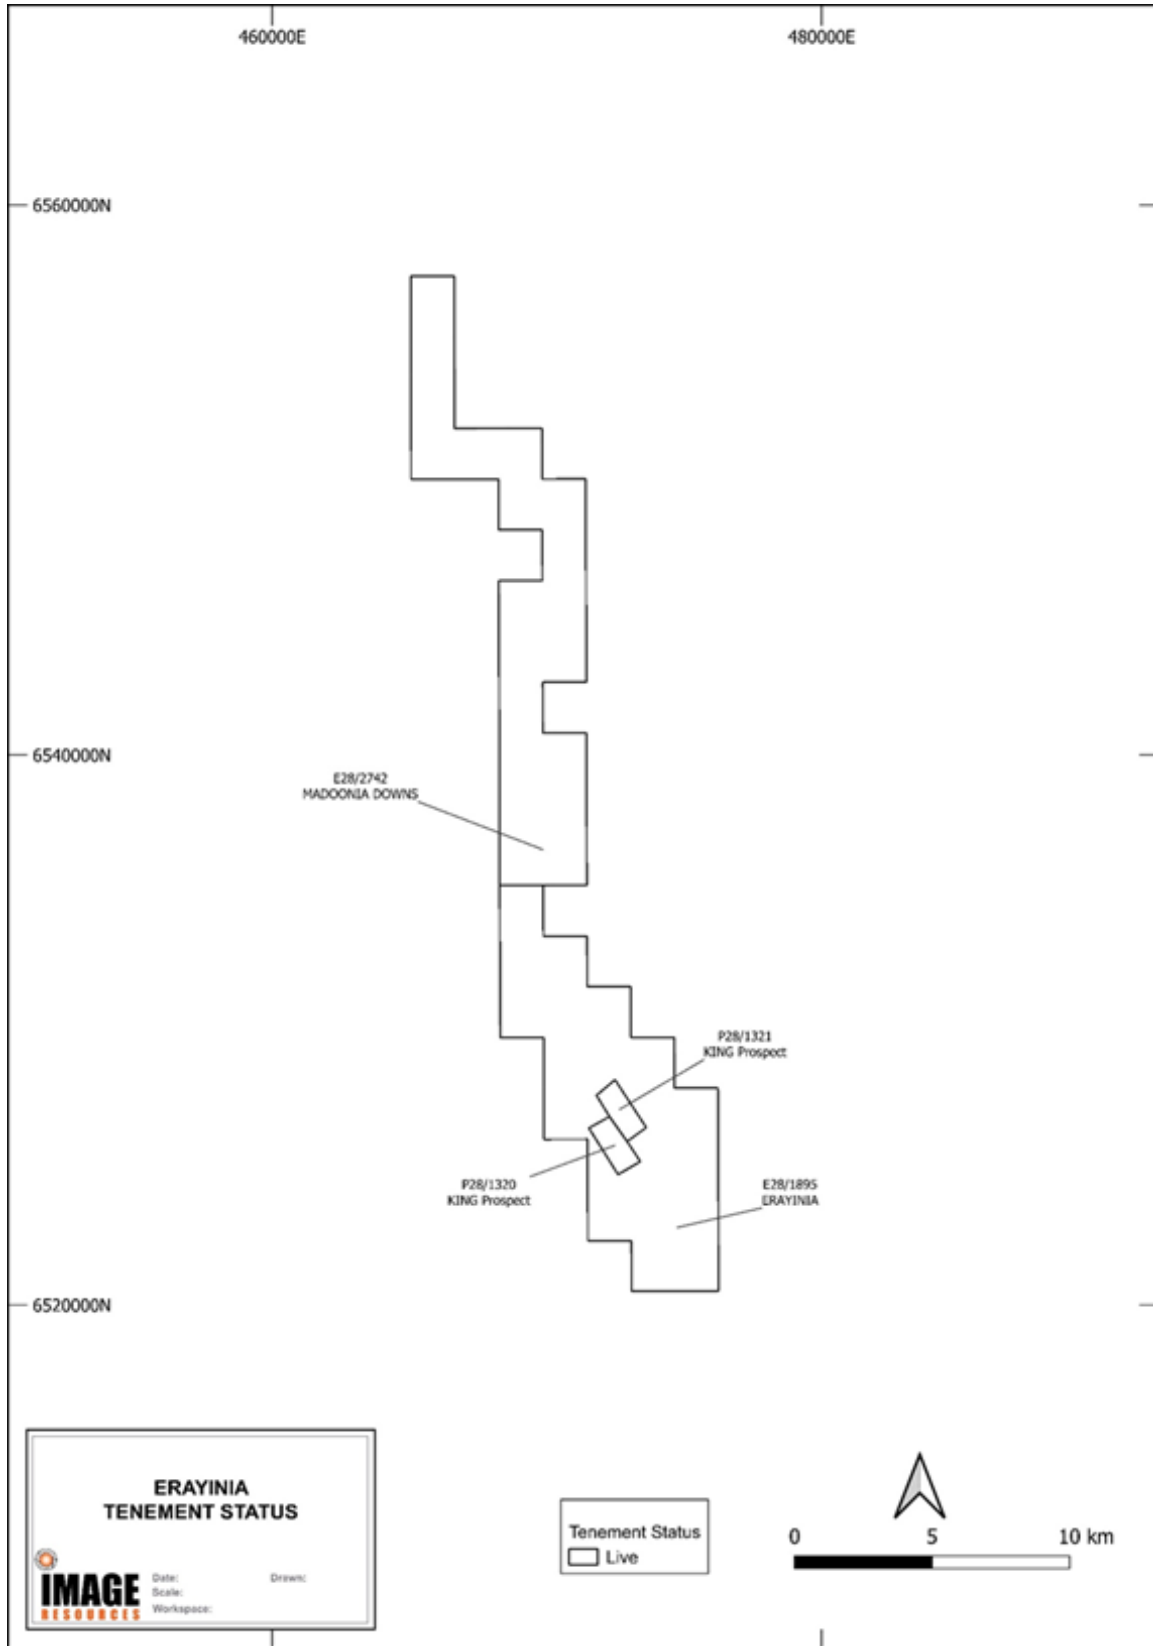 460000E
480000E
6560000N
6540000N
E28/2742
MADOONIA DOWNS
P28/1321
KING Prospect
P28/1320
KING Prospect
E28/1895
ERAYINIA
6520000N
ERAYINIA
TENEMENT STATUS
IMAGE
RESOURCES
Date:
Drawn:
Scale:
Workspace:
Tenement Status
Live
0
5
10 km